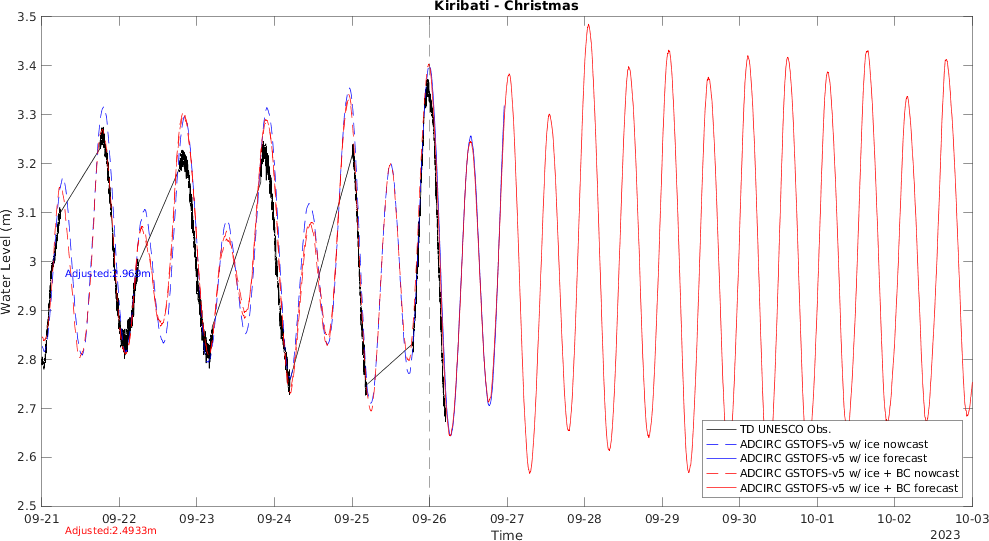 Kiribati - Christmas
3.5
3.4
3.3
3.2
3.1
3
2.9
2.8
2.7
2.6
2.5
Water Level (m)
Adjusted:2.969m
TD UNESCO Obs.
ADCIRC GSTOFS-v5 w/ ice nowcast
ADCIRC GSTOFS-v5 w/ ice forecast
ADCIRC GSTOFS-v5 w/ ice + BC nowcast
ADCIRC GSTOFS-v5 w/ ice + BC forecast
09-21 09-22 09-23 09-24 09-25 09-26 09-27 09-28 09-29 09-30 10-01 10-02 10-03
Adjusted:2.4933m
Time
2023